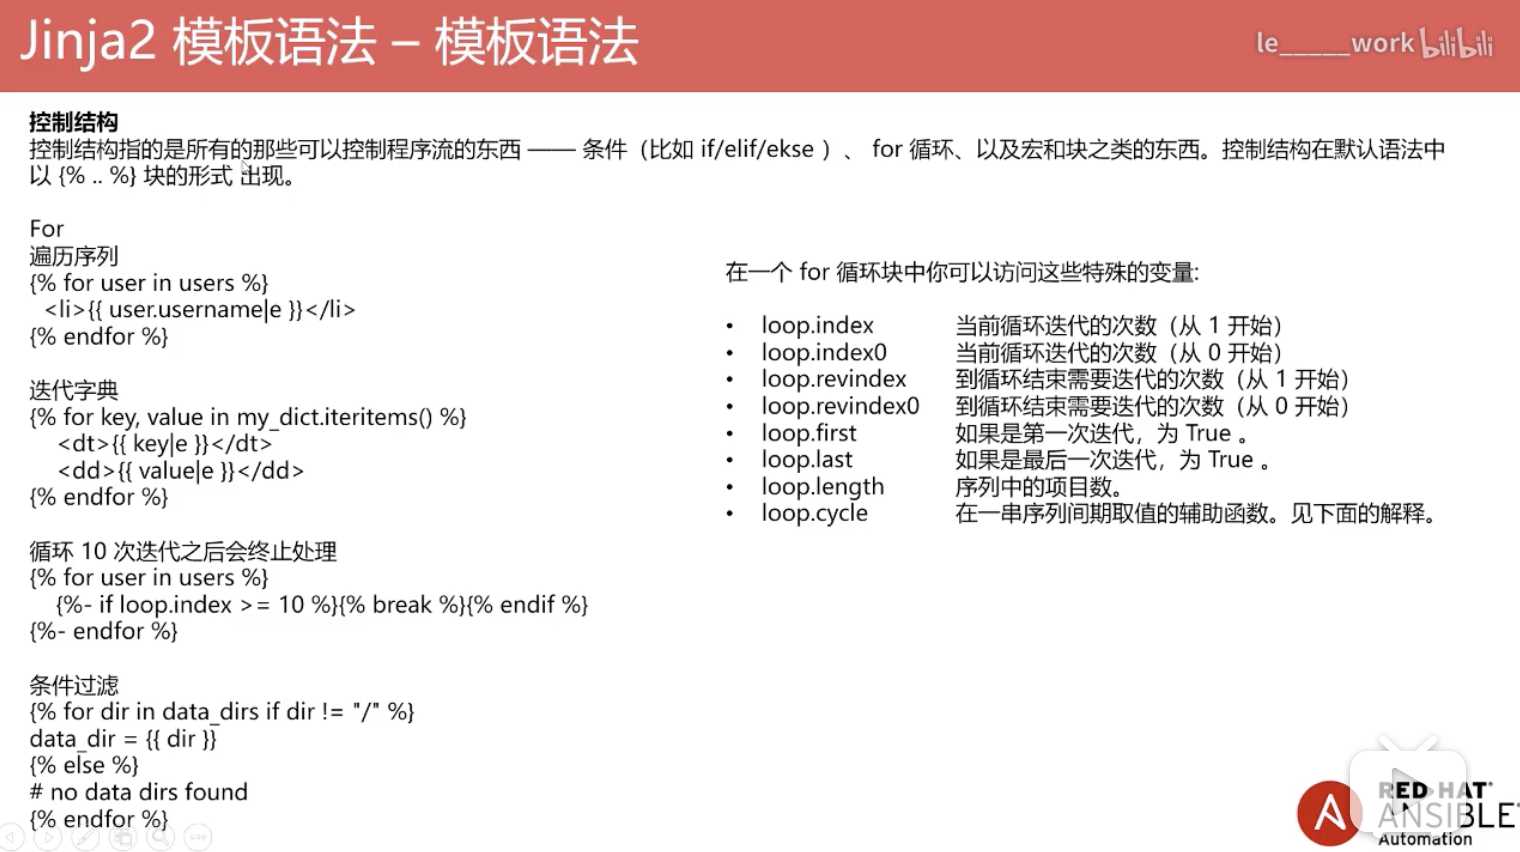 Jinja2 模板语法 – 模板语法
le_____work bilibili
控制结构
控制结构指的是所有的那些可以控制程序流的东西 —— 条件（比如 if/elif/ekse ）、 for 循环、以及宏和块之类的东西。控制结构在默认语法中
以 {% .. %} 块的形式 出现。
For
遍历序列
{% for user in users %}
<li>{{ user.username|e }}</li>
{% endfor %}
迭代字典
{% for key, value in my_dict.iteritems() %}
<dt>{{ key|e }}</dt>
<dd>{{ value|e }}</dd>
{% endfor %}
循环 10 次迭代之后会终止处理
{% for user in users %}
{%- if loop.index >= 10 %}{% break %}{% endif %}
{%- endfor %}
条件过滤
{% for dir in data_dirs if dir != "/" %}
data_dir = {{ dir }}
{% else %}
# no data dirs found
{% endfor %}
在一个 for 循环块中你可以访问这些特殊的变量:
• loop.index 当前循环迭代的次数（从 1 开始）
• loop.index0 当前循环迭代的次数（从 0 开始）
• loop.revindex 到循环结束需要迭代的次数（从 1 开始）
• loop.revindex0 到循环结束需要迭代的次数（从 0 开始）
• loop.first 如果是第一次迭代，为 True 。
• loop.last 如果是最后一次迭代，为 True 。
• loop.length 序列中的项目数。
• loop.cycle 在一串序列间期取值的辅助函数。见下面的解释。
RED HAT
ANSIBLE
Automation